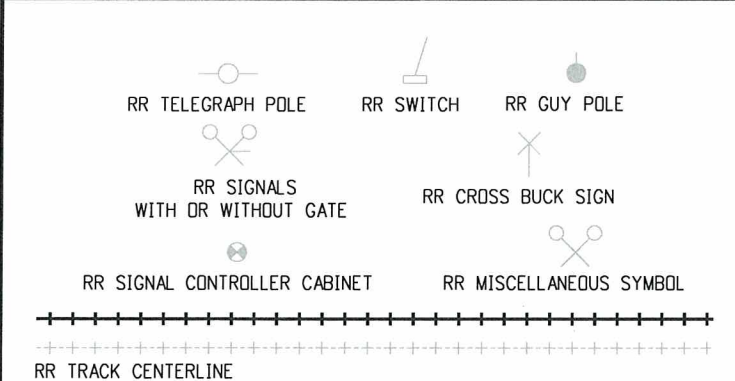 RR TELEGRAPH POLE
RR SWITCH
RR GUY POLE
RR SIGNALS
WITH OR WITHOUT GATE
RR CROSS BUCK SIGN
RR SIGNAL CONTROLLER CABINET
RR MISCELLANEOUS SYMBOL
RR TRACK CENTERLINE